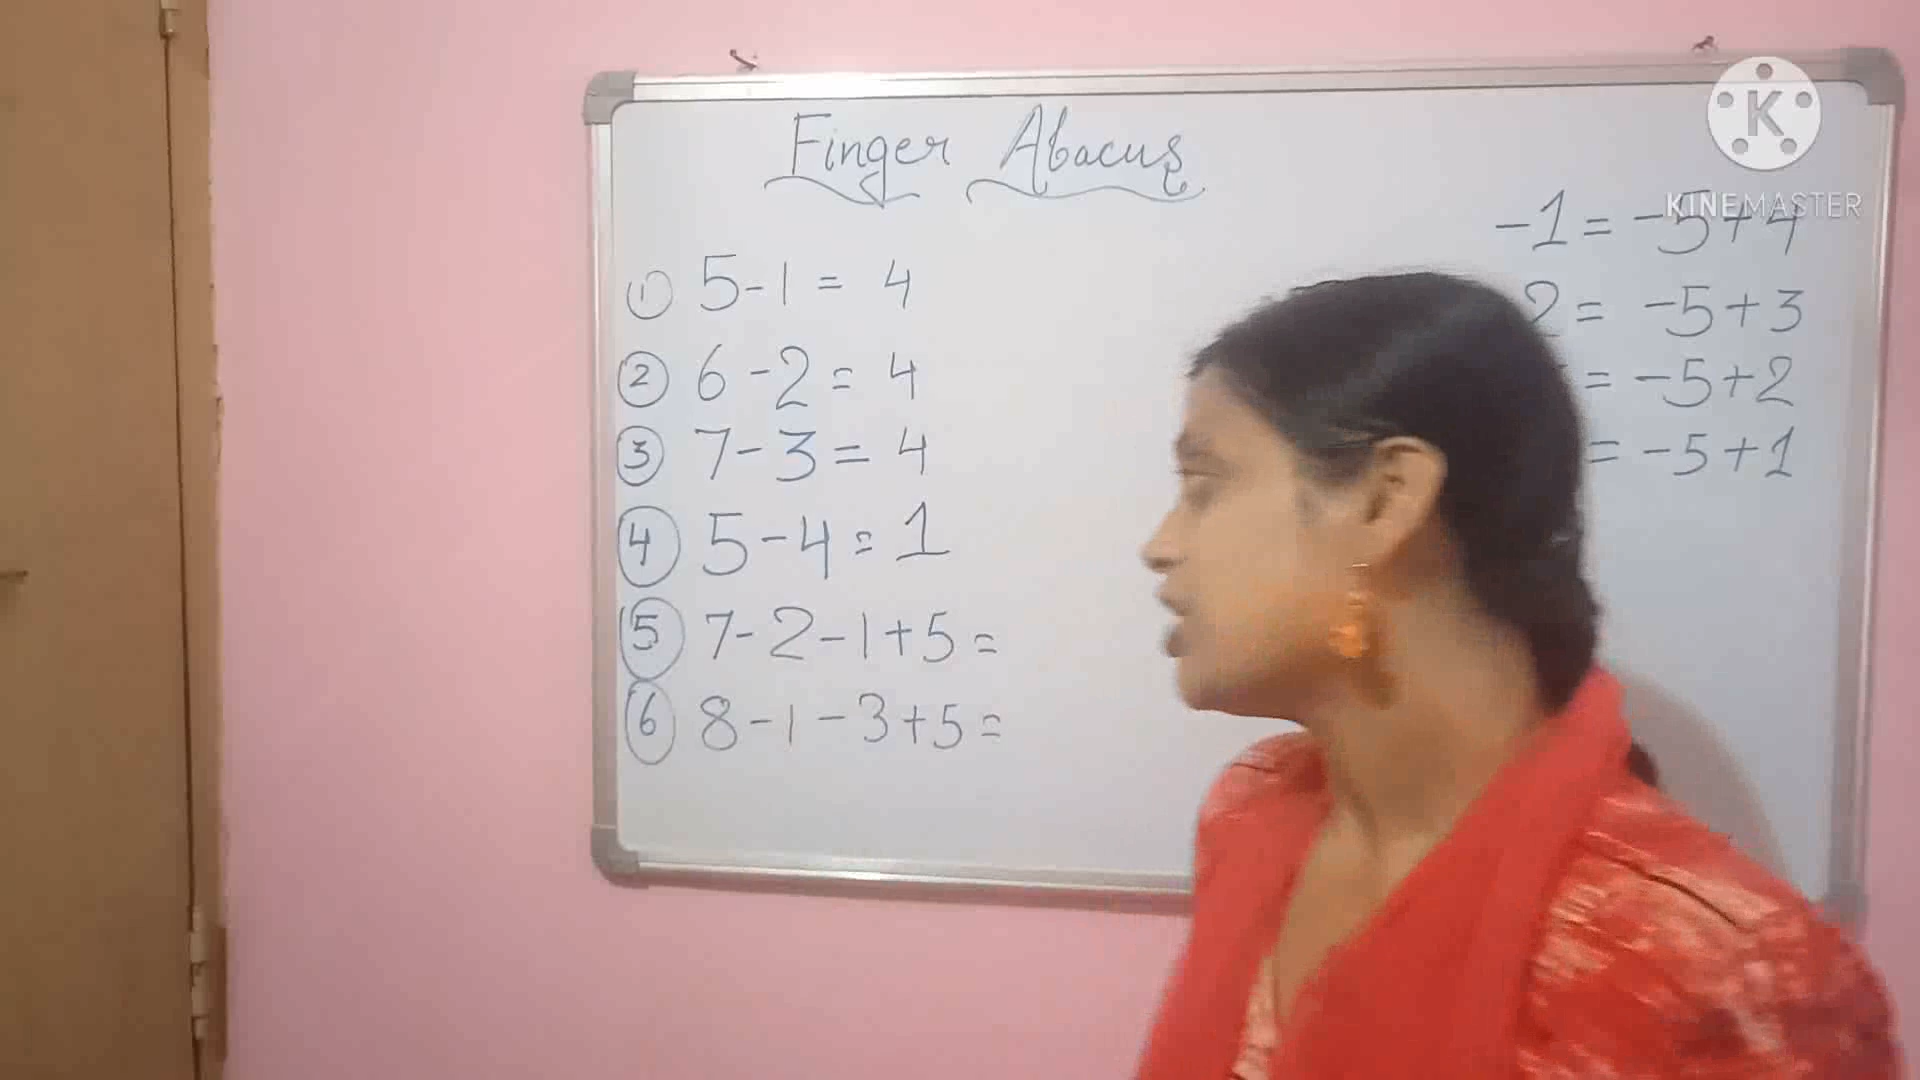 Finger Abacus
① 5-1 = 4
② 6-2 = 4
③ 7-3 = 4
④ 5-4 = 1
⑤ 7-2-1+5=
⑥ 8-1-3+5=
K
KINEMASTER
-1 = -5+4
2 = -5+3
= -5+2
= -5+1